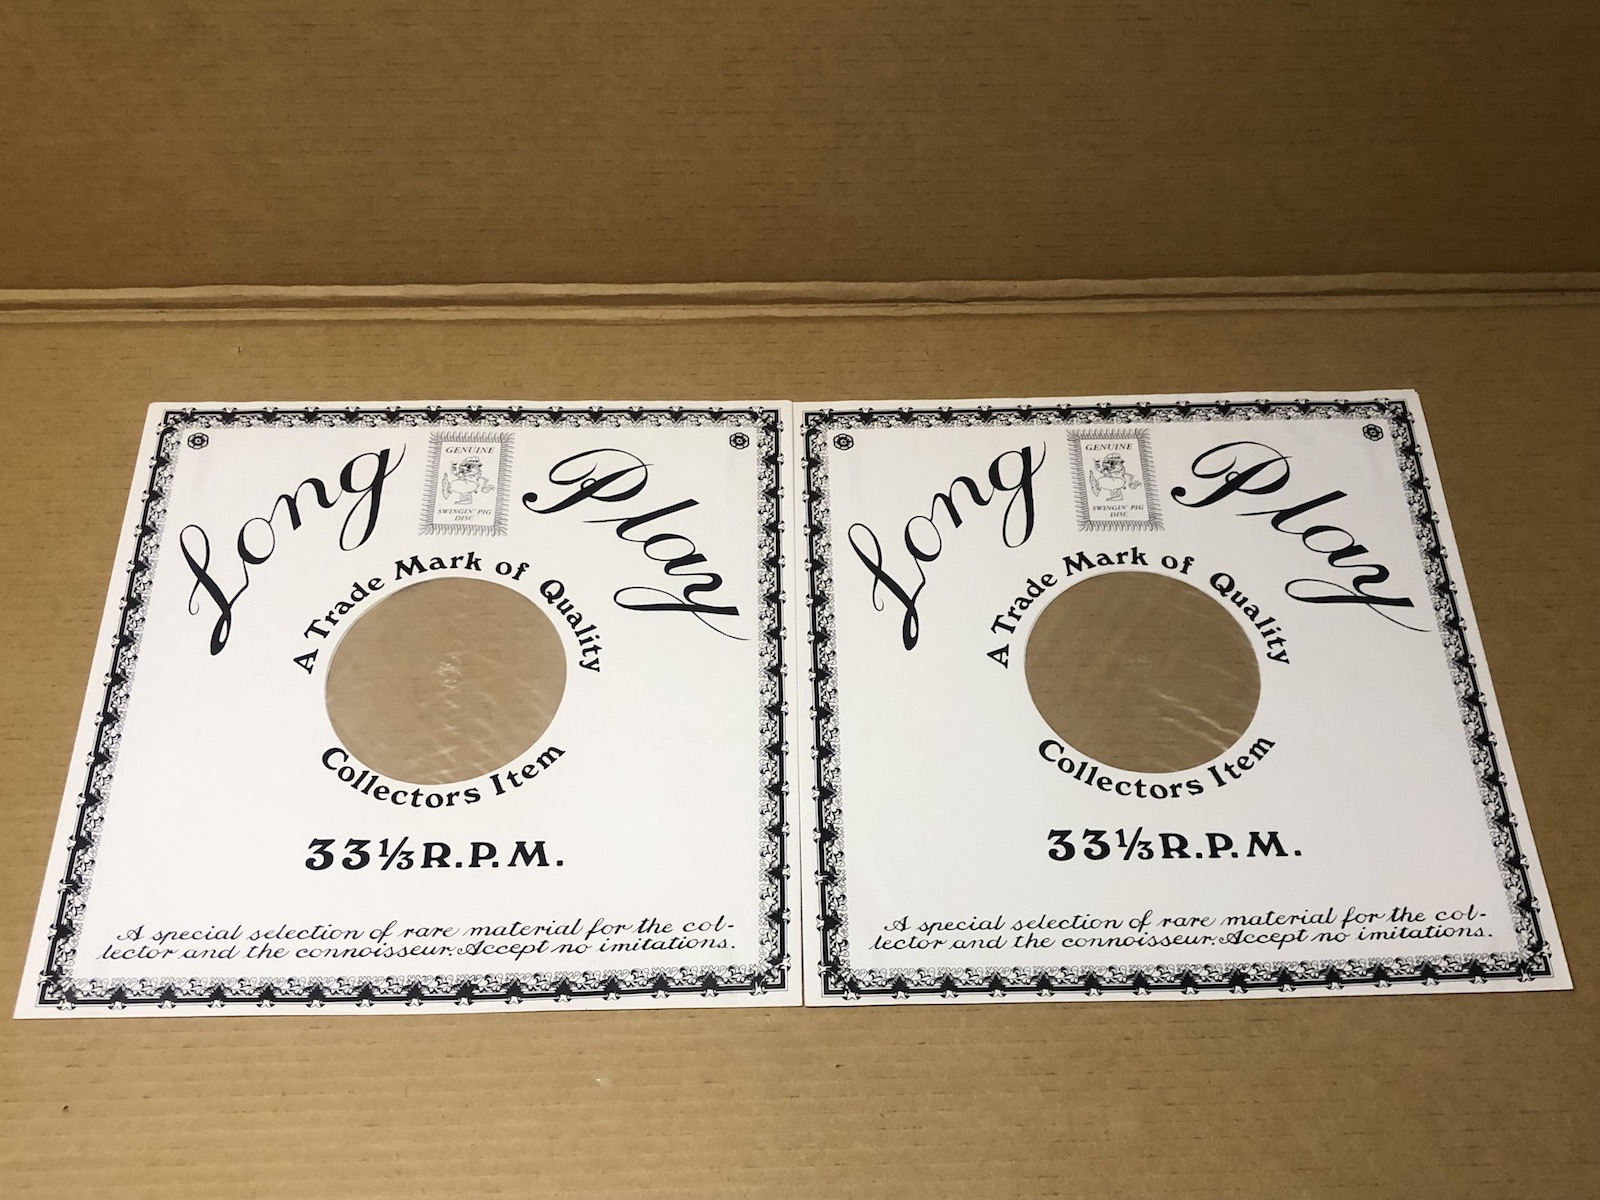 Long Play
GENUINE
SWINGIN' PIG
DISC
A Trade Mark of Quality
Collectors Item
33⅓ R.P.M.
A special selection of rare material for the col-
lector and the connoisseur. Accept no imitations.
Long Play
GENUINE
SWINGIN' PIG
DISC
A Trade Mark of Quality
Collectors Item
33⅓ R.P.M.
A special selection of rare material for the col-
lector and the connoisseur. Accept no imitations.